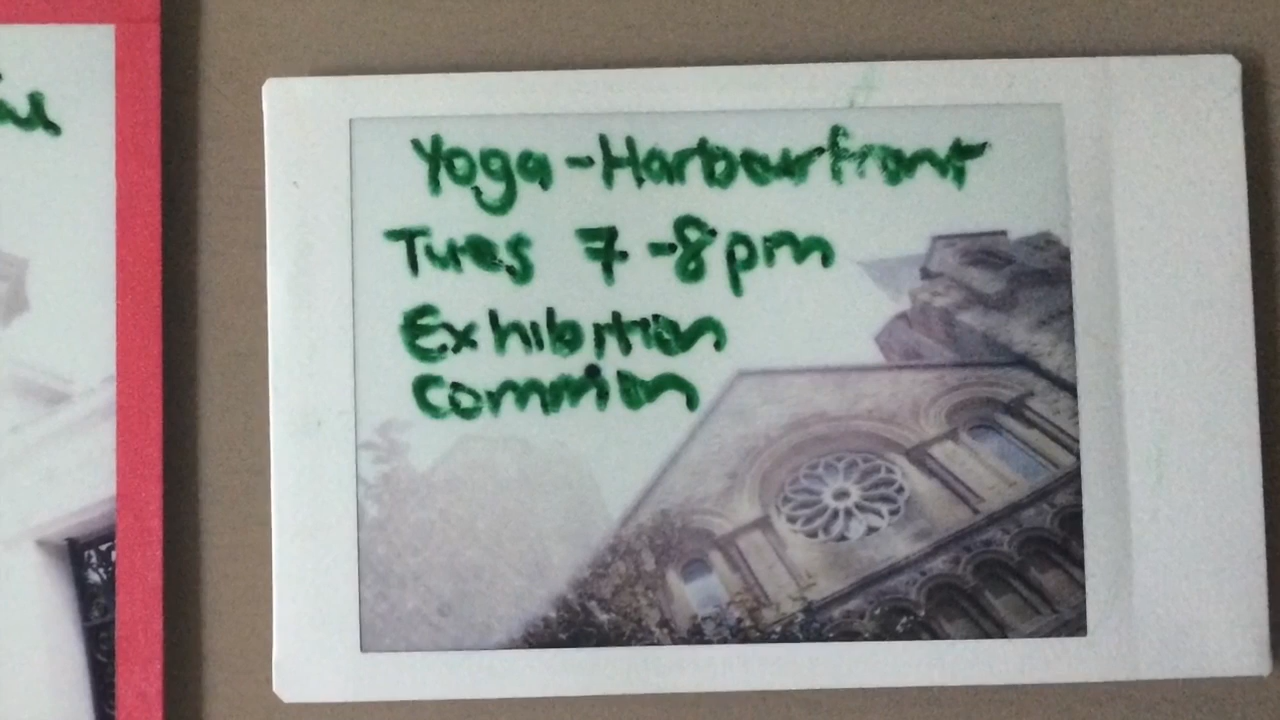 Yoga - Harbourfront
Tues 7-8pm
Exhibition
common